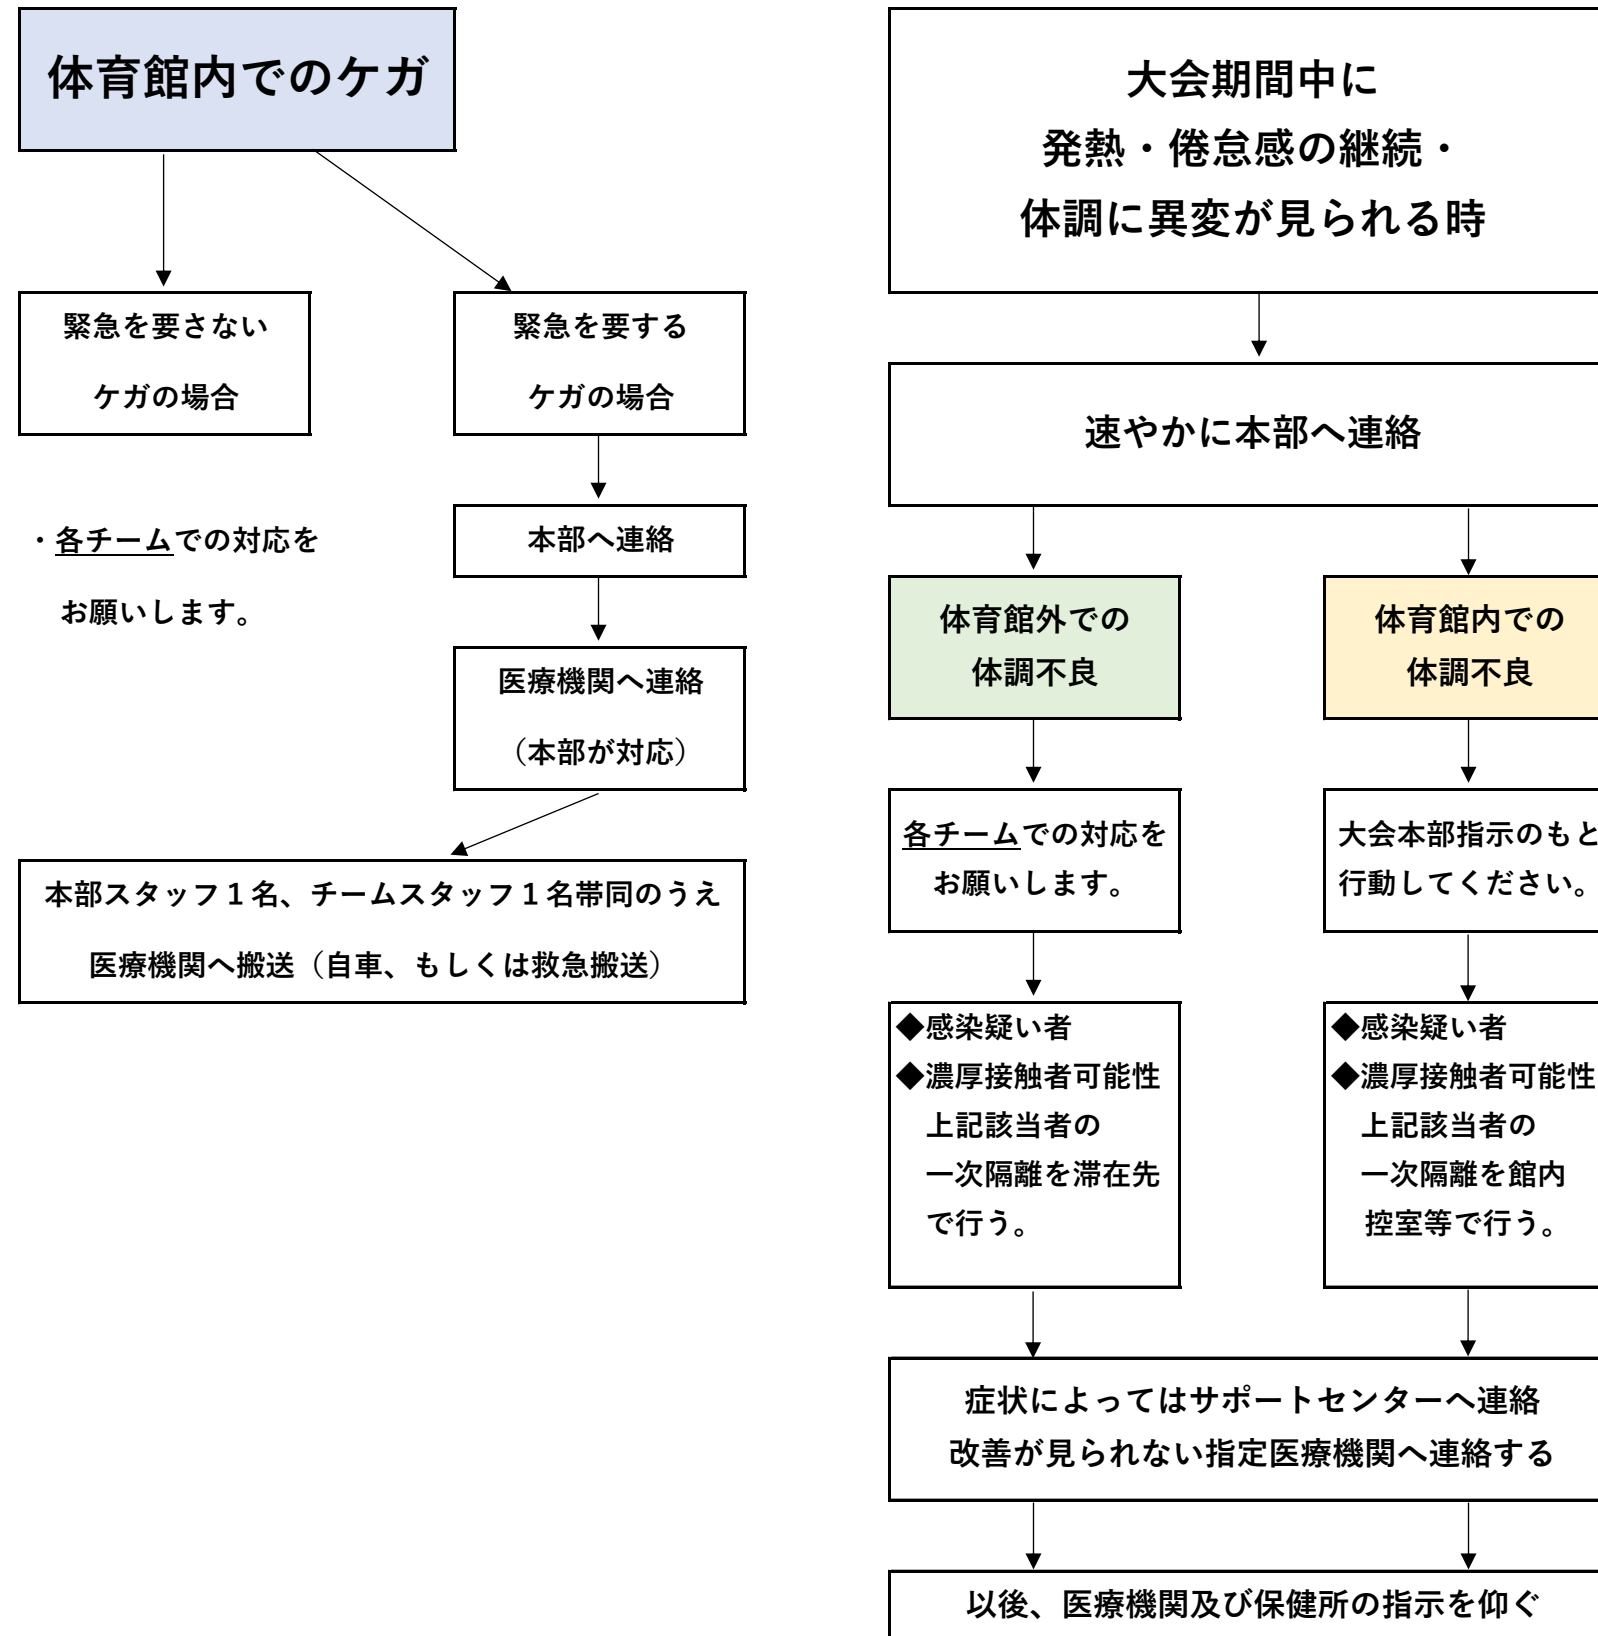 体育館内でのケガ
緊急を要さない
ケガの場合
・各チームでの対応を
お願いします。
緊急を要する
ケガの場合
本部へ連絡
医療機関へ連絡
（本部が対応）
本部スタッフ１名、チームスタッフ１名帯同のうえ
医療機関へ搬送（自車、もしくは救急搬送）
大会期間中に
発熱・倦怠感の継続・
体調に異変が見られる時
速やかに本部へ連絡
体育館外での
体調不良
各チームでの対応を
お願いします。
◆感染疑い者
◆濃厚接触者可能性
上記該当者の
一次隔離を滞在先
で行う。
体育館内での
体調不良
大会本部指示のもと
行動してください。
◆感染疑い者
◆濃厚接触者可能性
上記該当者の
一次隔離を館内
控室等で行う。
症状によってはサポートセンターへ連絡
改善が見られない指定医療機関へ連絡する
以後、医療機関及び保健所の指示を仰ぐ